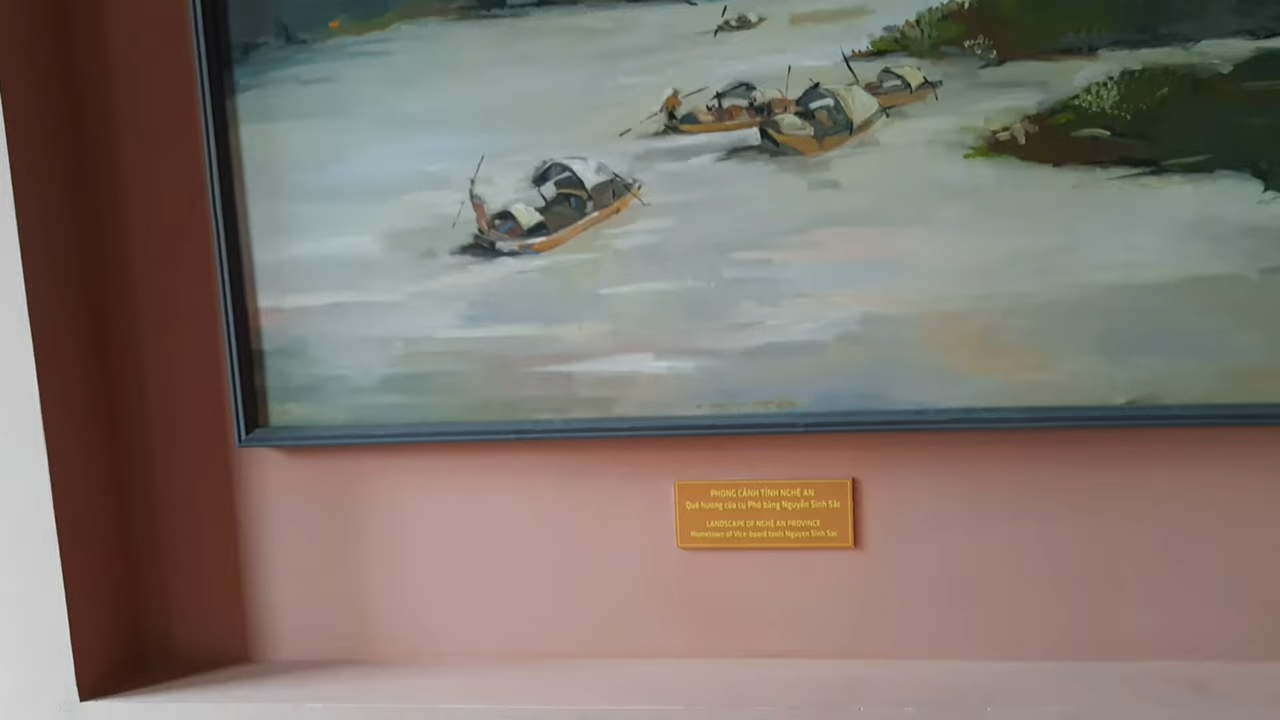 PHONG CẢNH TỈNH NGHỆ AN
Quê hương của cụ Phó bảng Nguyễn Sinh Sắc
LANDSCAPE OF NGHỆ AN PROVINCE
Hometown of Vice-board tools Nguyen Sinh Sac